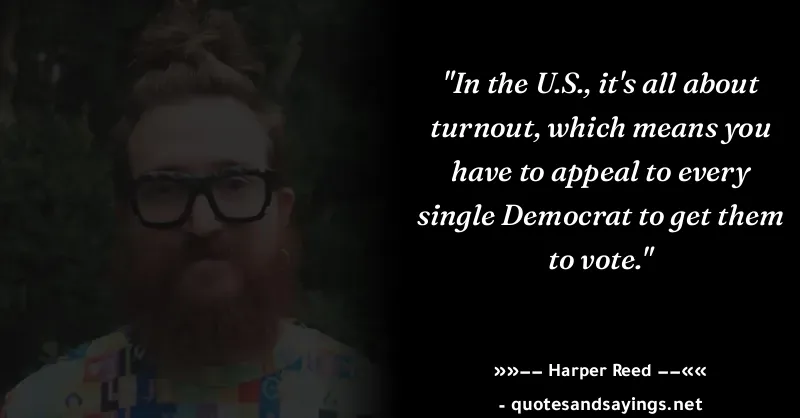 "In the U.S., it's all about
turnout, which means you
have to appeal to every
single Democrat to get them
to vote."
»»−− Harper Reed −−««
- quotesandsayings.net